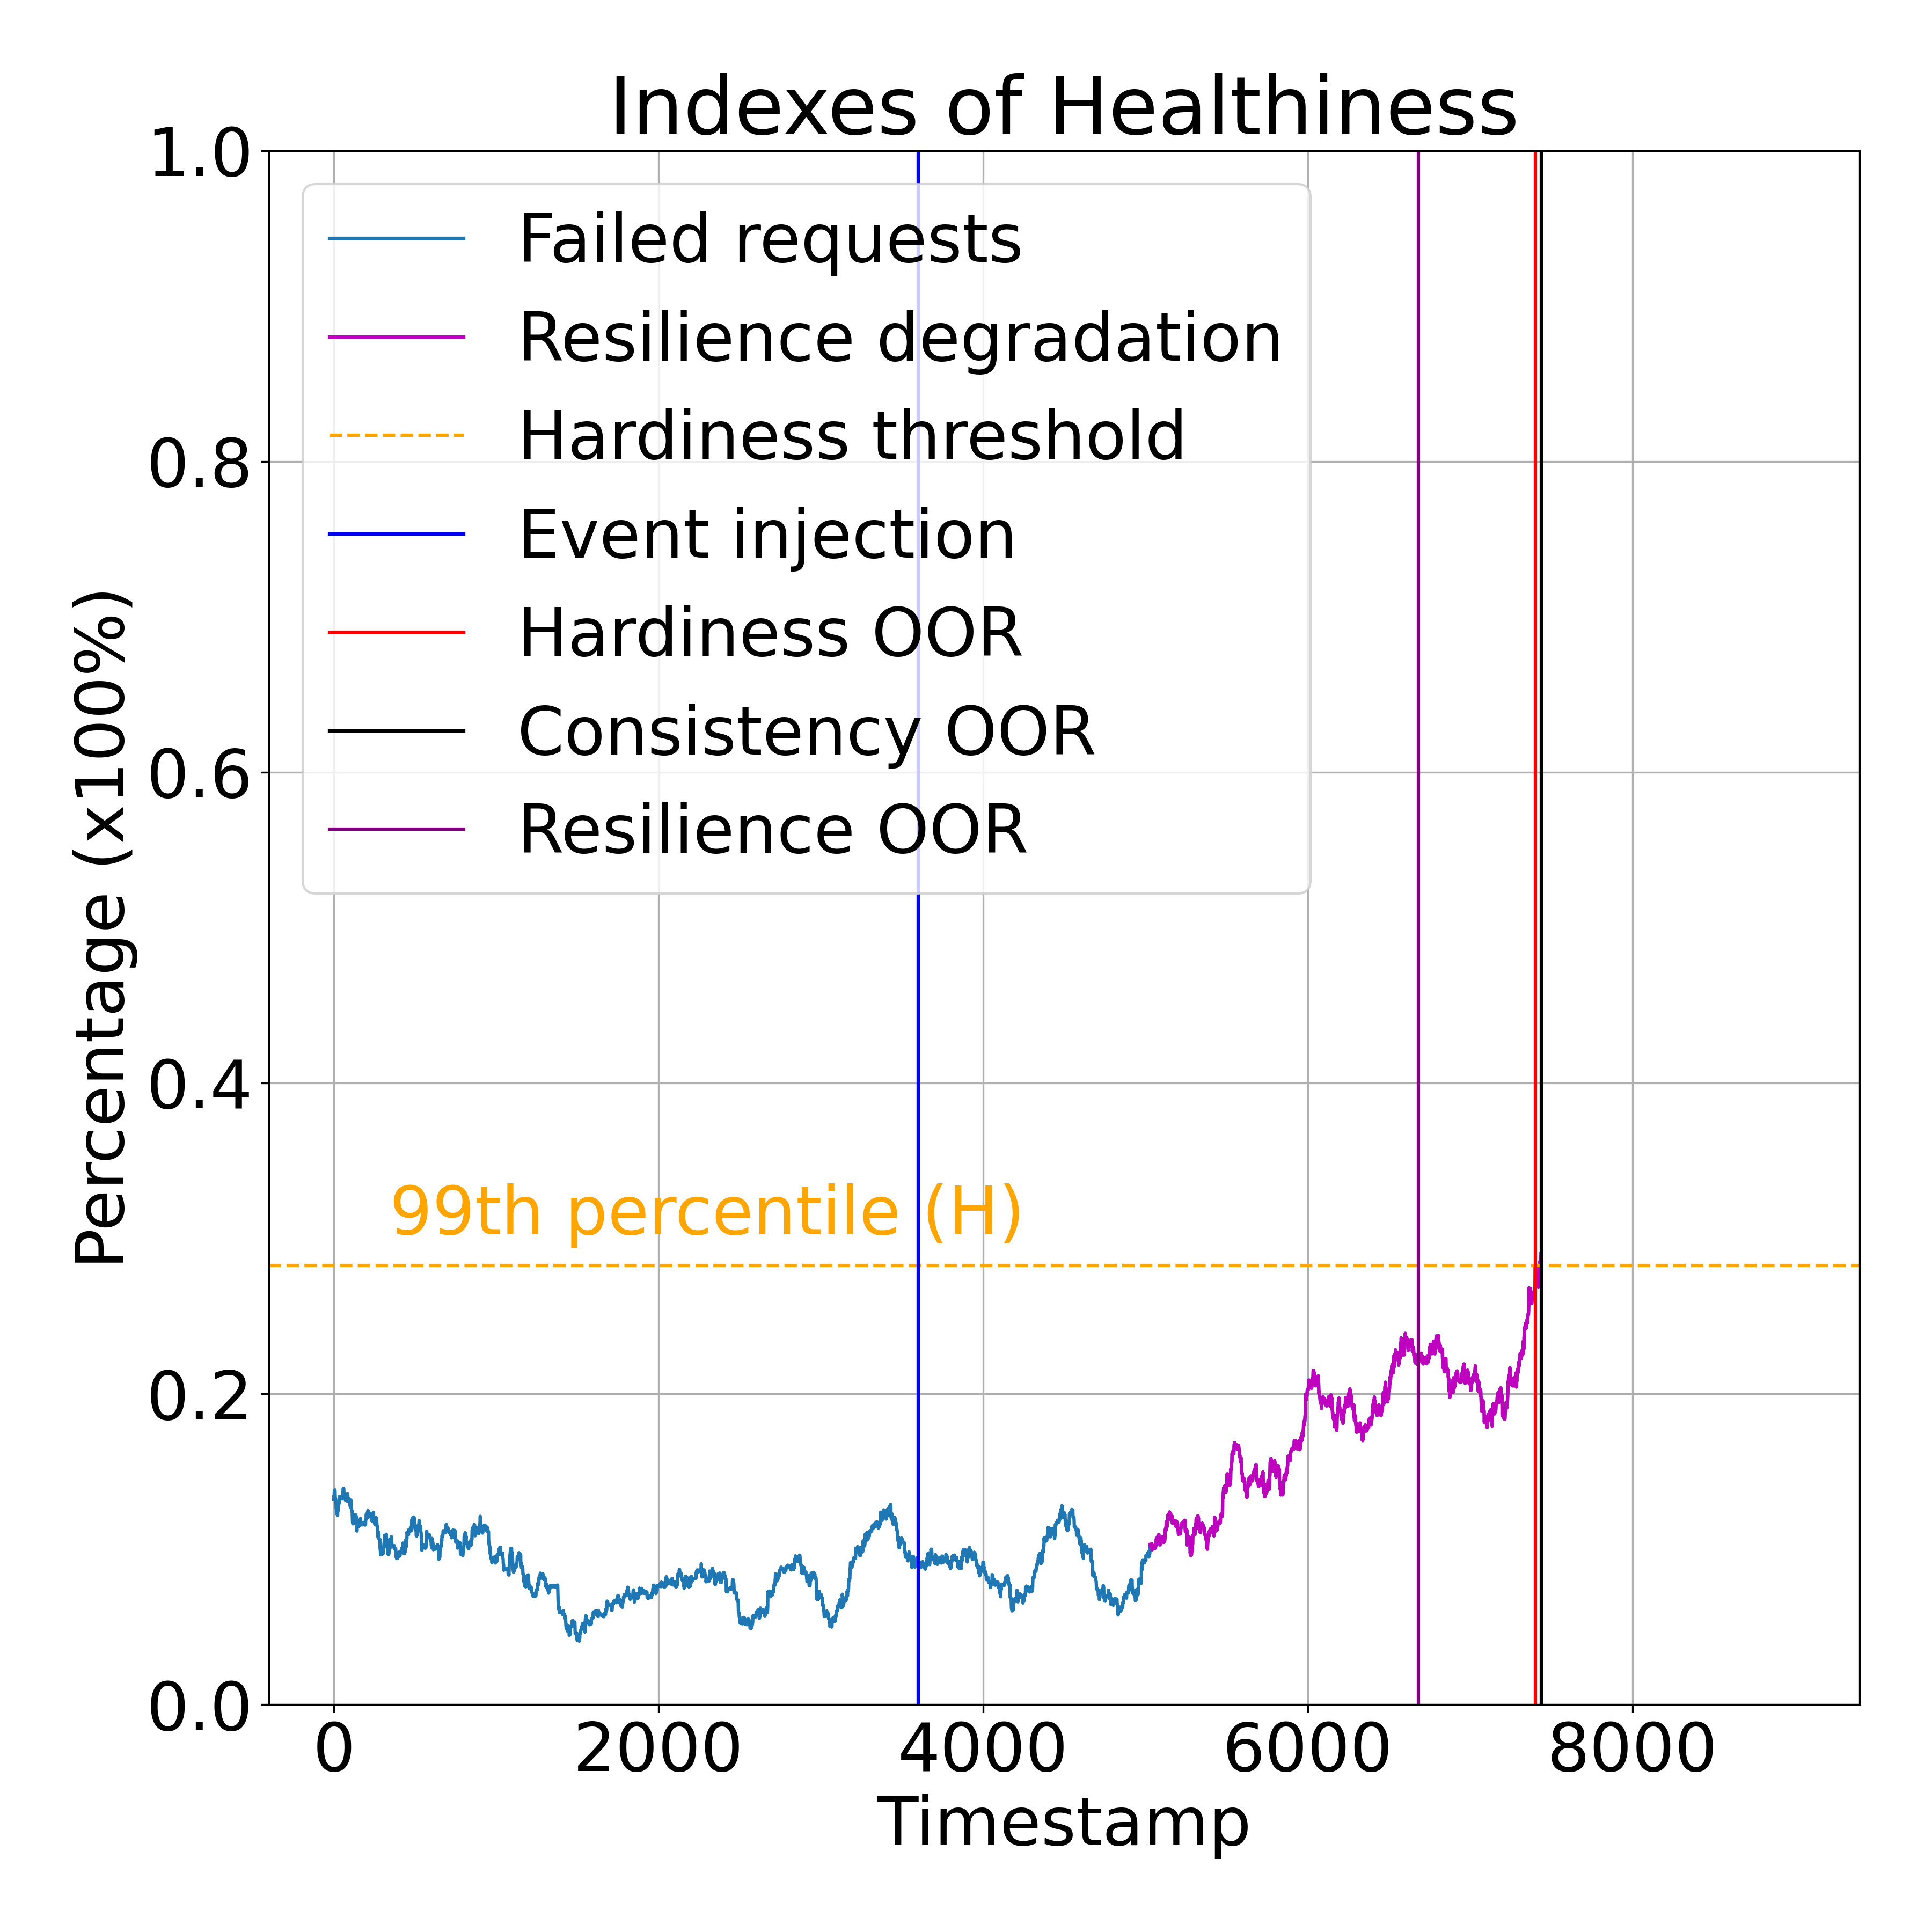 Indexes of Healthiness
1.0
0.8
0.6
0.4
0.2
0.0
Percentage (x100%)
Failed requests
Resilience degradation
Hardiness threshold
Event injection
Hardiness OOR
Consistency OOR
Resilience OOR
99th percentile (H)
0 2000 4000 6000 8000
Timestamp